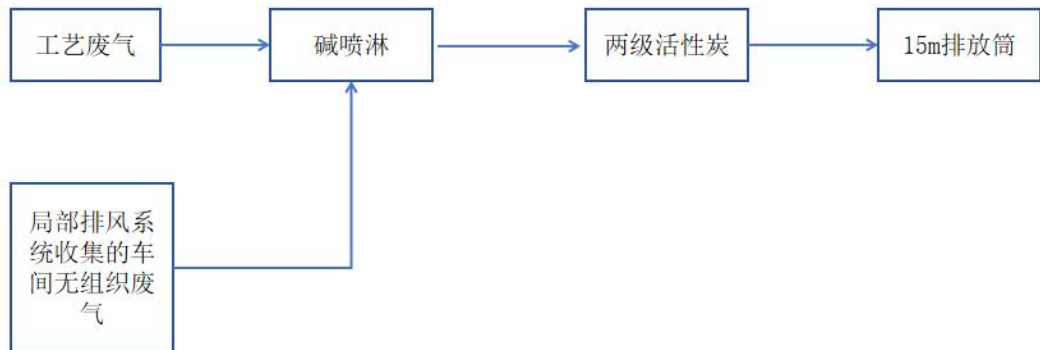 工艺废气
碱喷淋
两级活性炭
15m排放筒
局部排风系
统收集的车
间无组织废
气